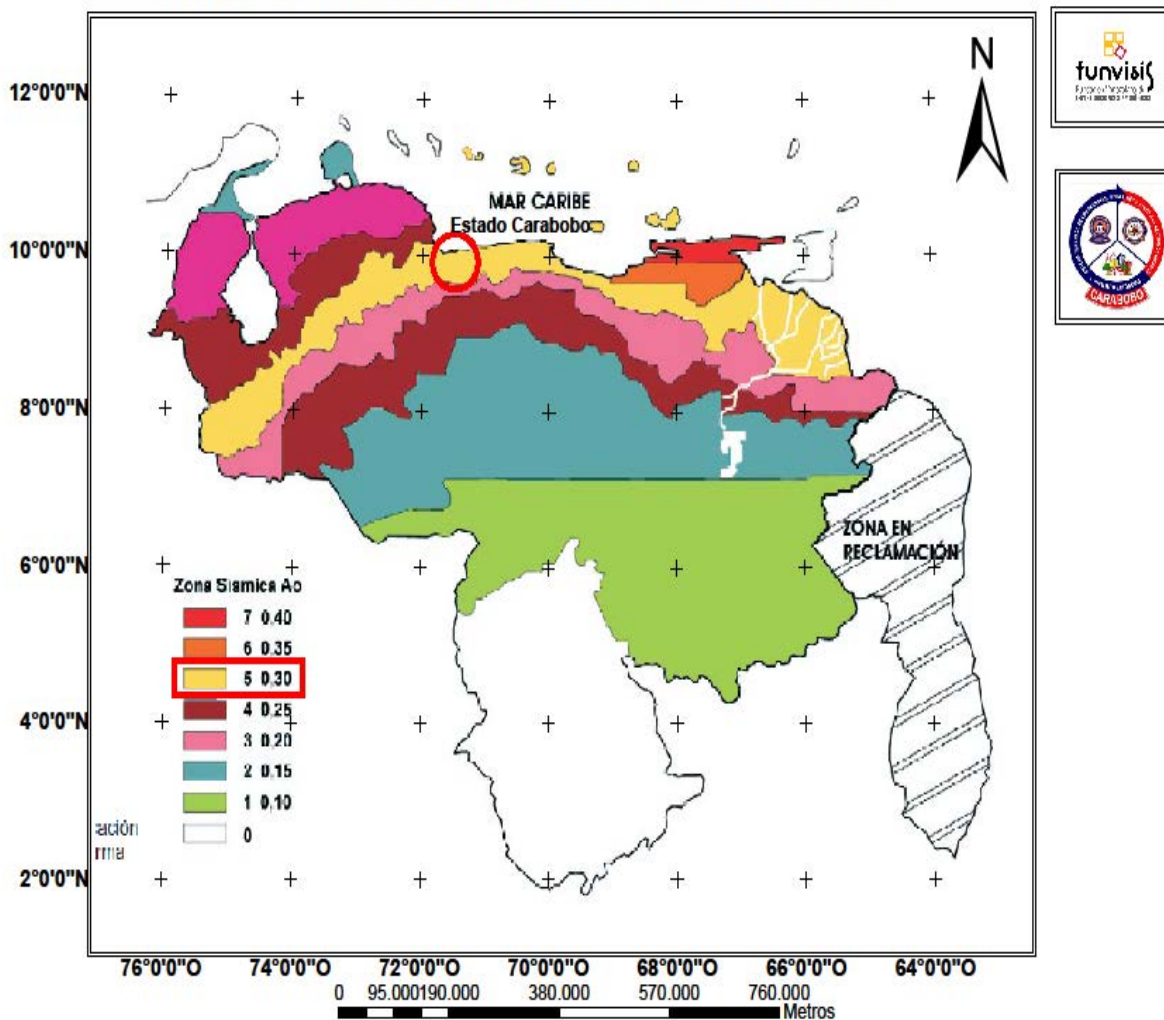 N
funvisis
12°0'0"N
10°0'0"N
8°0'0"N
6°0'0"N
4°0'0"N
2°0'0"N
MAR CARIBE
Estado Carabobo
ZONA EN
RECLAMACIÓN
Zona Sismica Ao
7 0,40
6 0,35
5 0,30
4 0,25
3 0,20
2 0,15
1 0,10
0
ación
rma
CARABOBO
76°0'0"O 74°0'0"O 72°0'0"O 70°0'0"O 68°0'0"O 66°0'0"O 64°0'0"O
0 95.000190.000 380.000 570.000 760.000
Metros